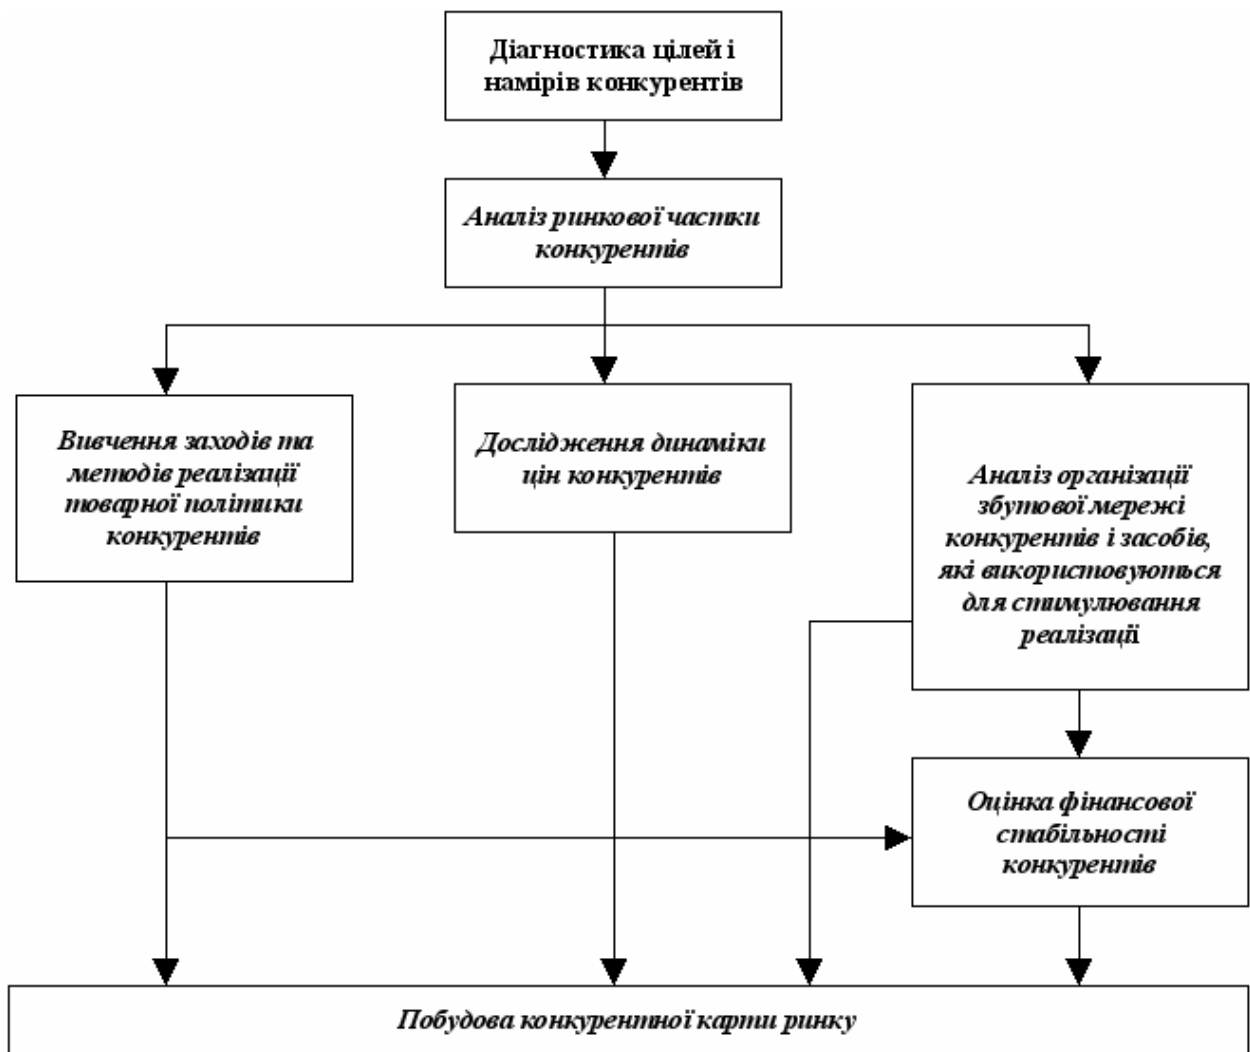 Діагностика цілей і
намірів конкурентів
Аналіз ринкової частки
конкурентів
Вивчення заходів та
методів реалізації
товарної політики
конкурентів
Дослідження динаміки
цін конкурентів
Аналіз організації
збутової мережі
конкурентів і засобів,
які використовуються
для стимулювання
реалізації
Оцінка фінансової
стабільності
конкурентів
Побудова конкурентної карти ринку